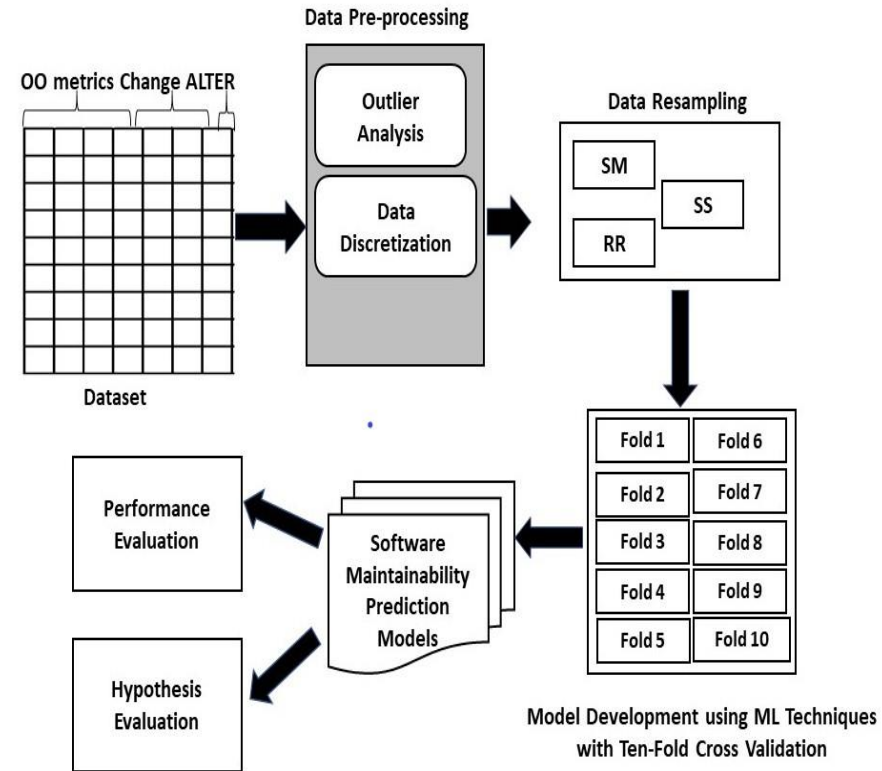 Data Pre-processing
OO metrics Change ALTER
Outlier
Analysis
Data
Discretization
Dataset
Data Resampling
SM
SS
RR
Fold 1
Fold 6
Fold 2
Fold 7
Fold 3
Fold 8
Fold 4
Fold 9
Fold 5
Fold 10
Model Development using ML Techniques
with Ten-Fold Cross Validation
Software
Maintainability
Prediction
Models
Performance
Evaluation
Hypothesis
Evaluation